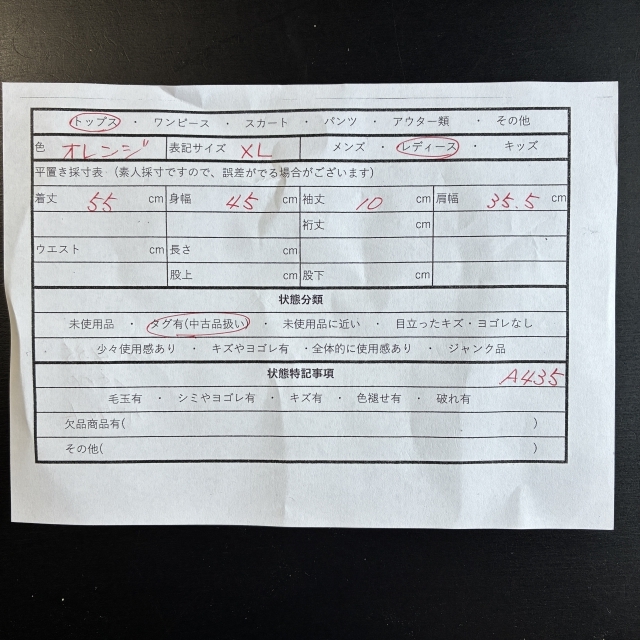 トップス ・ ワンピース ・ スカート ・ パンツ ・ アウター類 ・ その他
色 オレンジ 表記サイズ XL メンズ ・ レディース ・ キッズ
平置き採寸表（素人採寸ですので、誤差がでる場合がございます）
着丈 55 cm 身幅 45 cm 袖丈 10 cm 肩幅 35.5 cm
裄丈 cm
ウエスト cm 長さ cm
股上 cm 股下 cm
状態分類
未使用品 ・ タグ有(中古品扱い) ・ 未使用品に近い ・ 目立ったキズ・ヨゴレなし
少々使用感あり ・ キズやヨゴレ有 ・全体的に使用感あり ・ ジャンク品
状態特記事項 A435
毛玉有 ・ シミやヨゴレ有 ・ キズ有 ・ 色褪せ有 ・ 破れ有
欠品商品有( )
その他( )